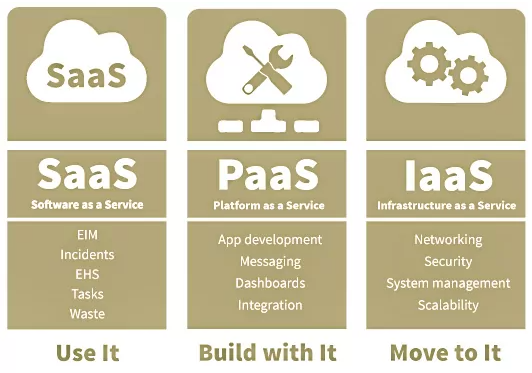 SaaS
SaaS
Software as a Service
EIM
Incidents
EHS
Tasks
Waste
Use It
PaaS
Platform as a Service
App development
Messaging
Dashboards
Integration
Build with It
IaaS
Infrastructure as a Service
Networking
Security
System management
Scalability
Move to It